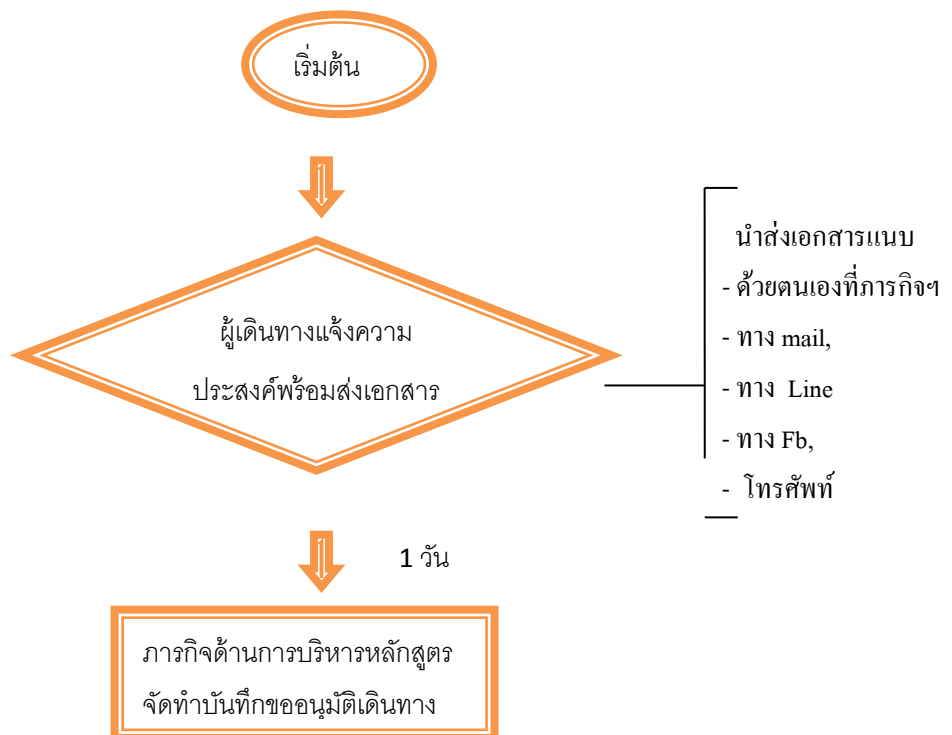 เริ่มต้น
ผู้เดินทางแจ้งความ
ประสงค์พร้อมส่งเอกสาร
นำส่งเอกสารแนบ
- ด้วยตนเองที่ภารกิจฯ
- ทาง mail,
- ทาง Line
- ทาง Fb,
- โทรศัพท์
1 วัน
ภารกิจด้านการบริหารหลักสูตร
จัดทำบันทึกขออนุมัติเดินทาง